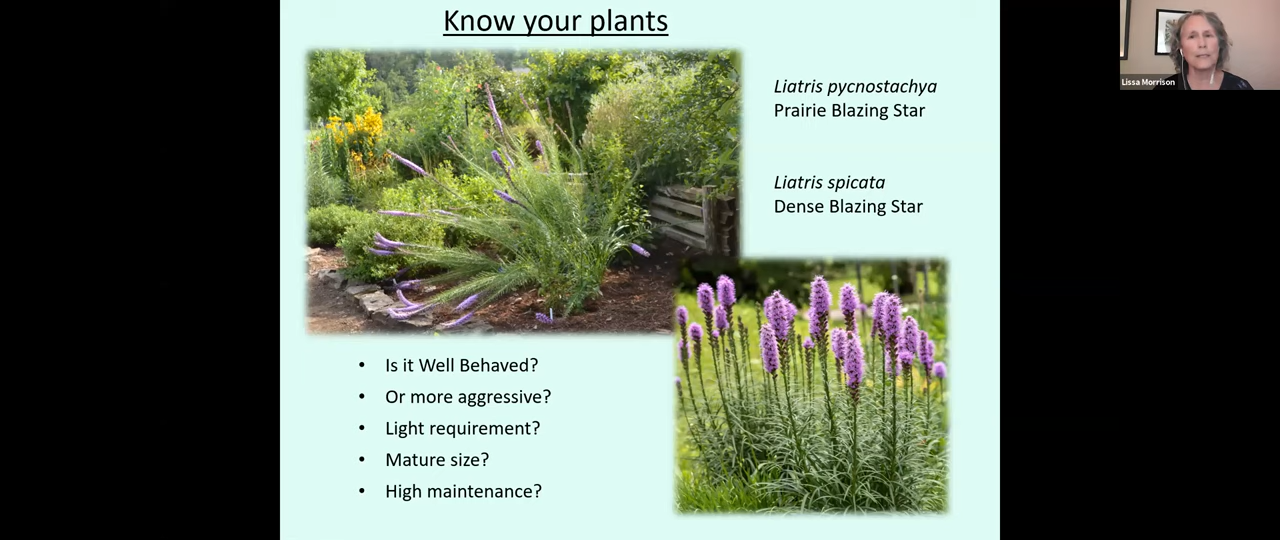 Know your plants
Liatris pycnostachya
Prairie Blazing Star
Liatris spicata
Dense Blazing Star
• Is it Well Behaved?
• Or more aggressive?
• Light requirement?
• Mature size?
• High maintenance?
Lissa Morrison